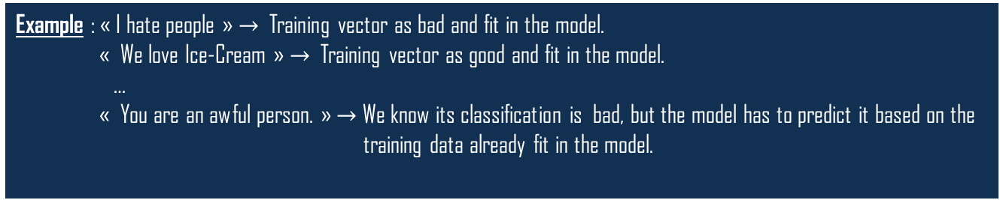 Example : « I hate people » → Training vector as bad and fit in the model.
« We love Ice-Cream » → Training vector as good and fit in the model.
...
« You are an awful person. » → We know its classification is bad, but the model has to predict it based on the
training data already fit in the model.